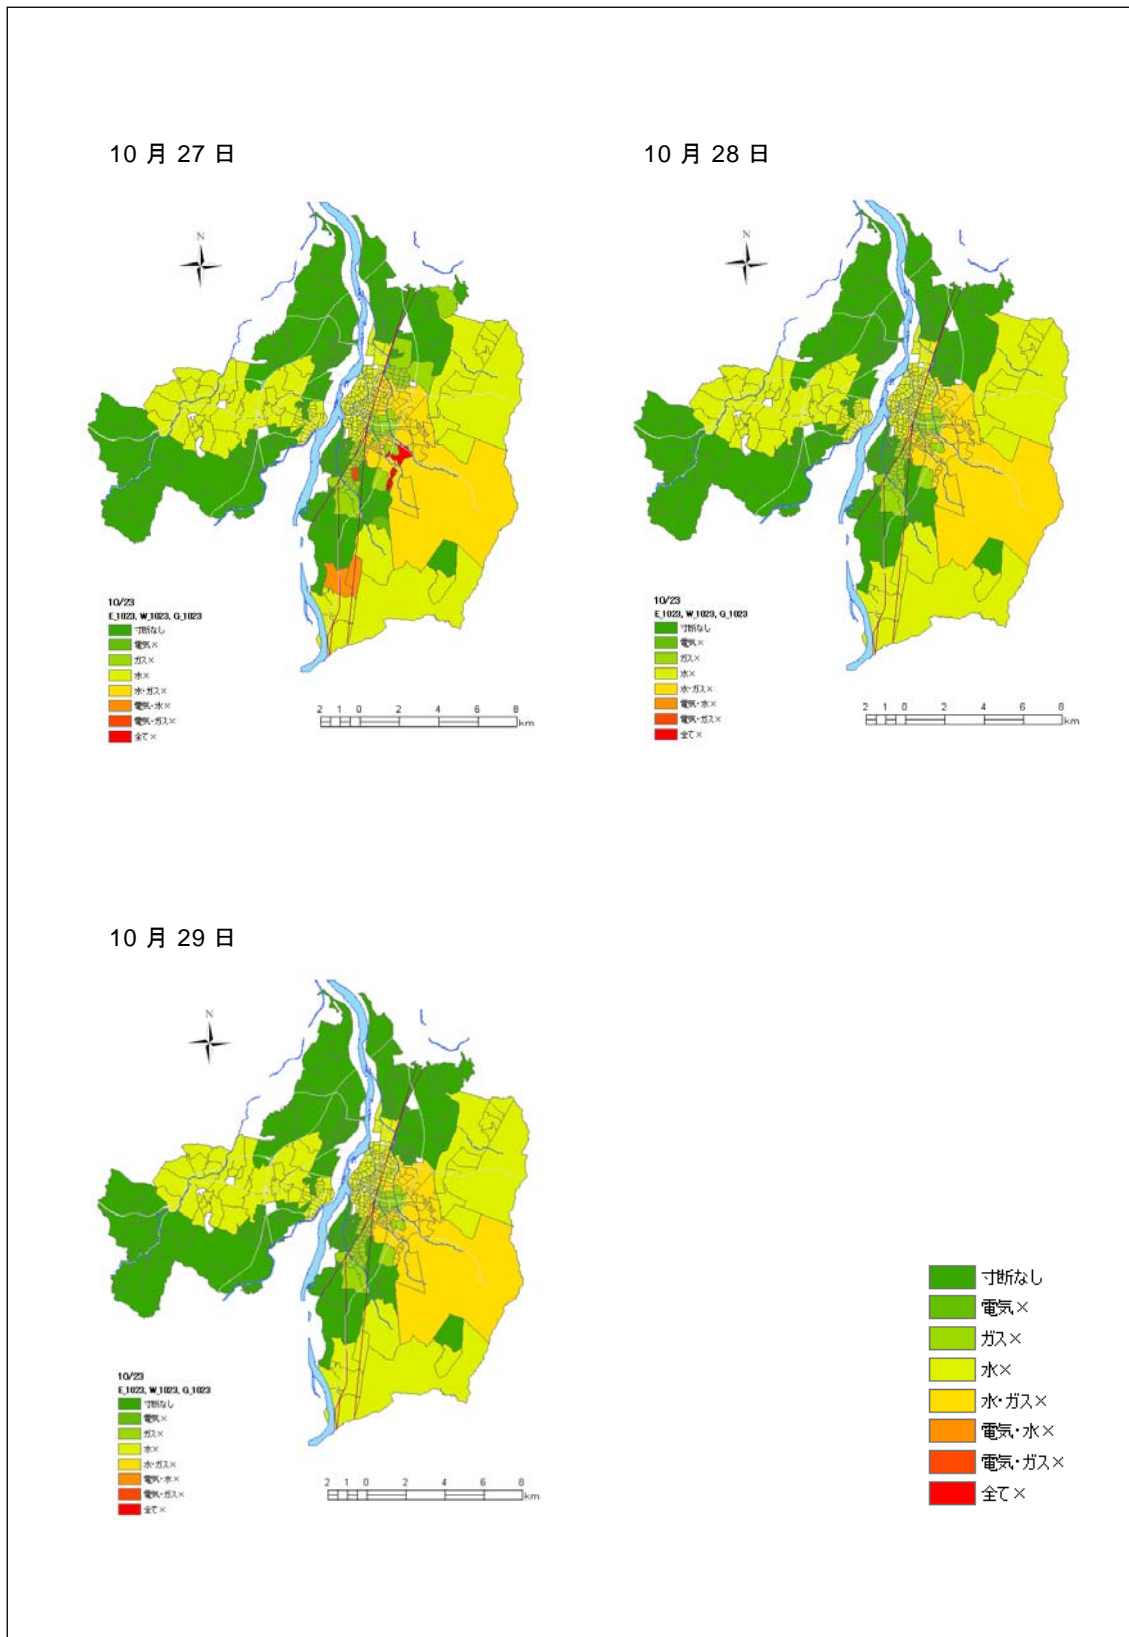 10 月 27 日
N
10/23
E_1023, W_1023, G_1023
寸断なし
電気×
ガス×
水×
水・ガス×
電気・水×
電気・ガス×
全て×
2 1 0 2 4 6 8 km
10 月 28 日
N
10/23
E_1023, W_1023, G_1023
寸断なし
電気×
ガス×
水×
水・ガス×
電気・水×
電気・ガス×
全て×
2 1 0 2 4 6 8 km
10 月 29 日
N
10/23
E_1023, W_1023, G_1023
寸断なし
電気×
ガス×
水×
水・ガス×
電気・水×
電気・ガス×
全て×
2 1 0 2 4 6 8 km
寸断なし
電気×
ガス×
水×
水・ガス×
電気・水×
電気・ガス×
全て×